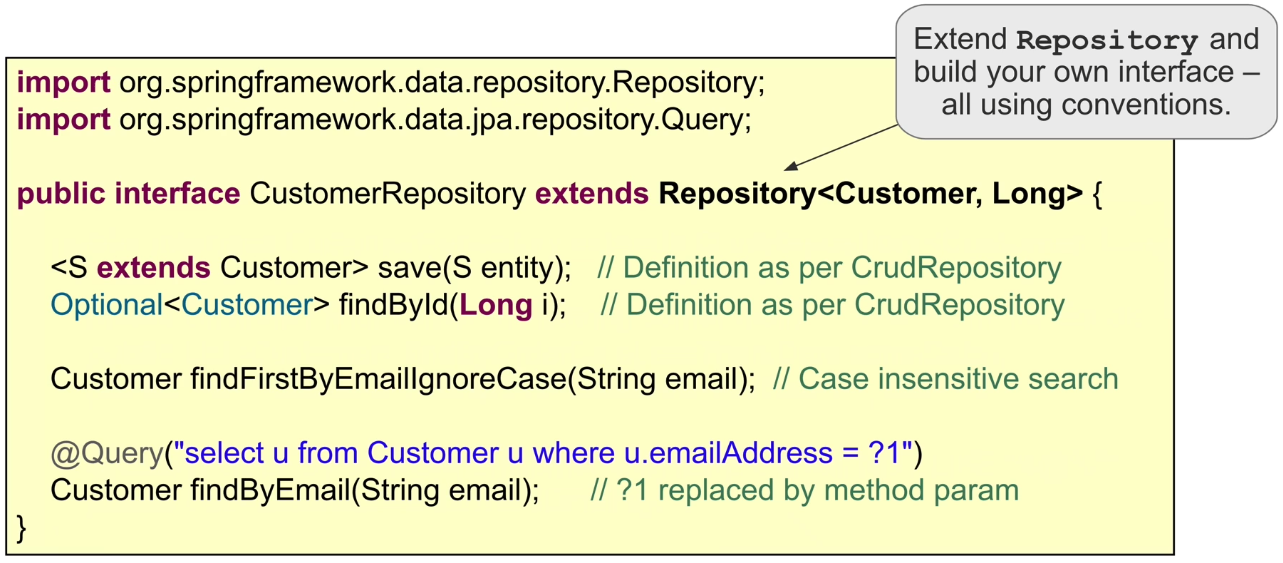 Extend Repository and
build your own interface –
all using conventions.
import org.springframework.data.repository.Repository;
import org.springframework.data.jpa.repository.Query;
public interface CustomerRepository extends Repository<Customer, Long> {
<S extends Customer> save(S entity); // Definition as per CrudRepository
Optional<Customer> findById(Long i); // Definition as per CrudRepository
Customer findFirstByEmailIgnoreCase(String email); // Case insensitive search
@Query("select u from Customer u where u.emailAddress = ?1")
Customer findByEmail(String email); // ?1 replaced by method param
}